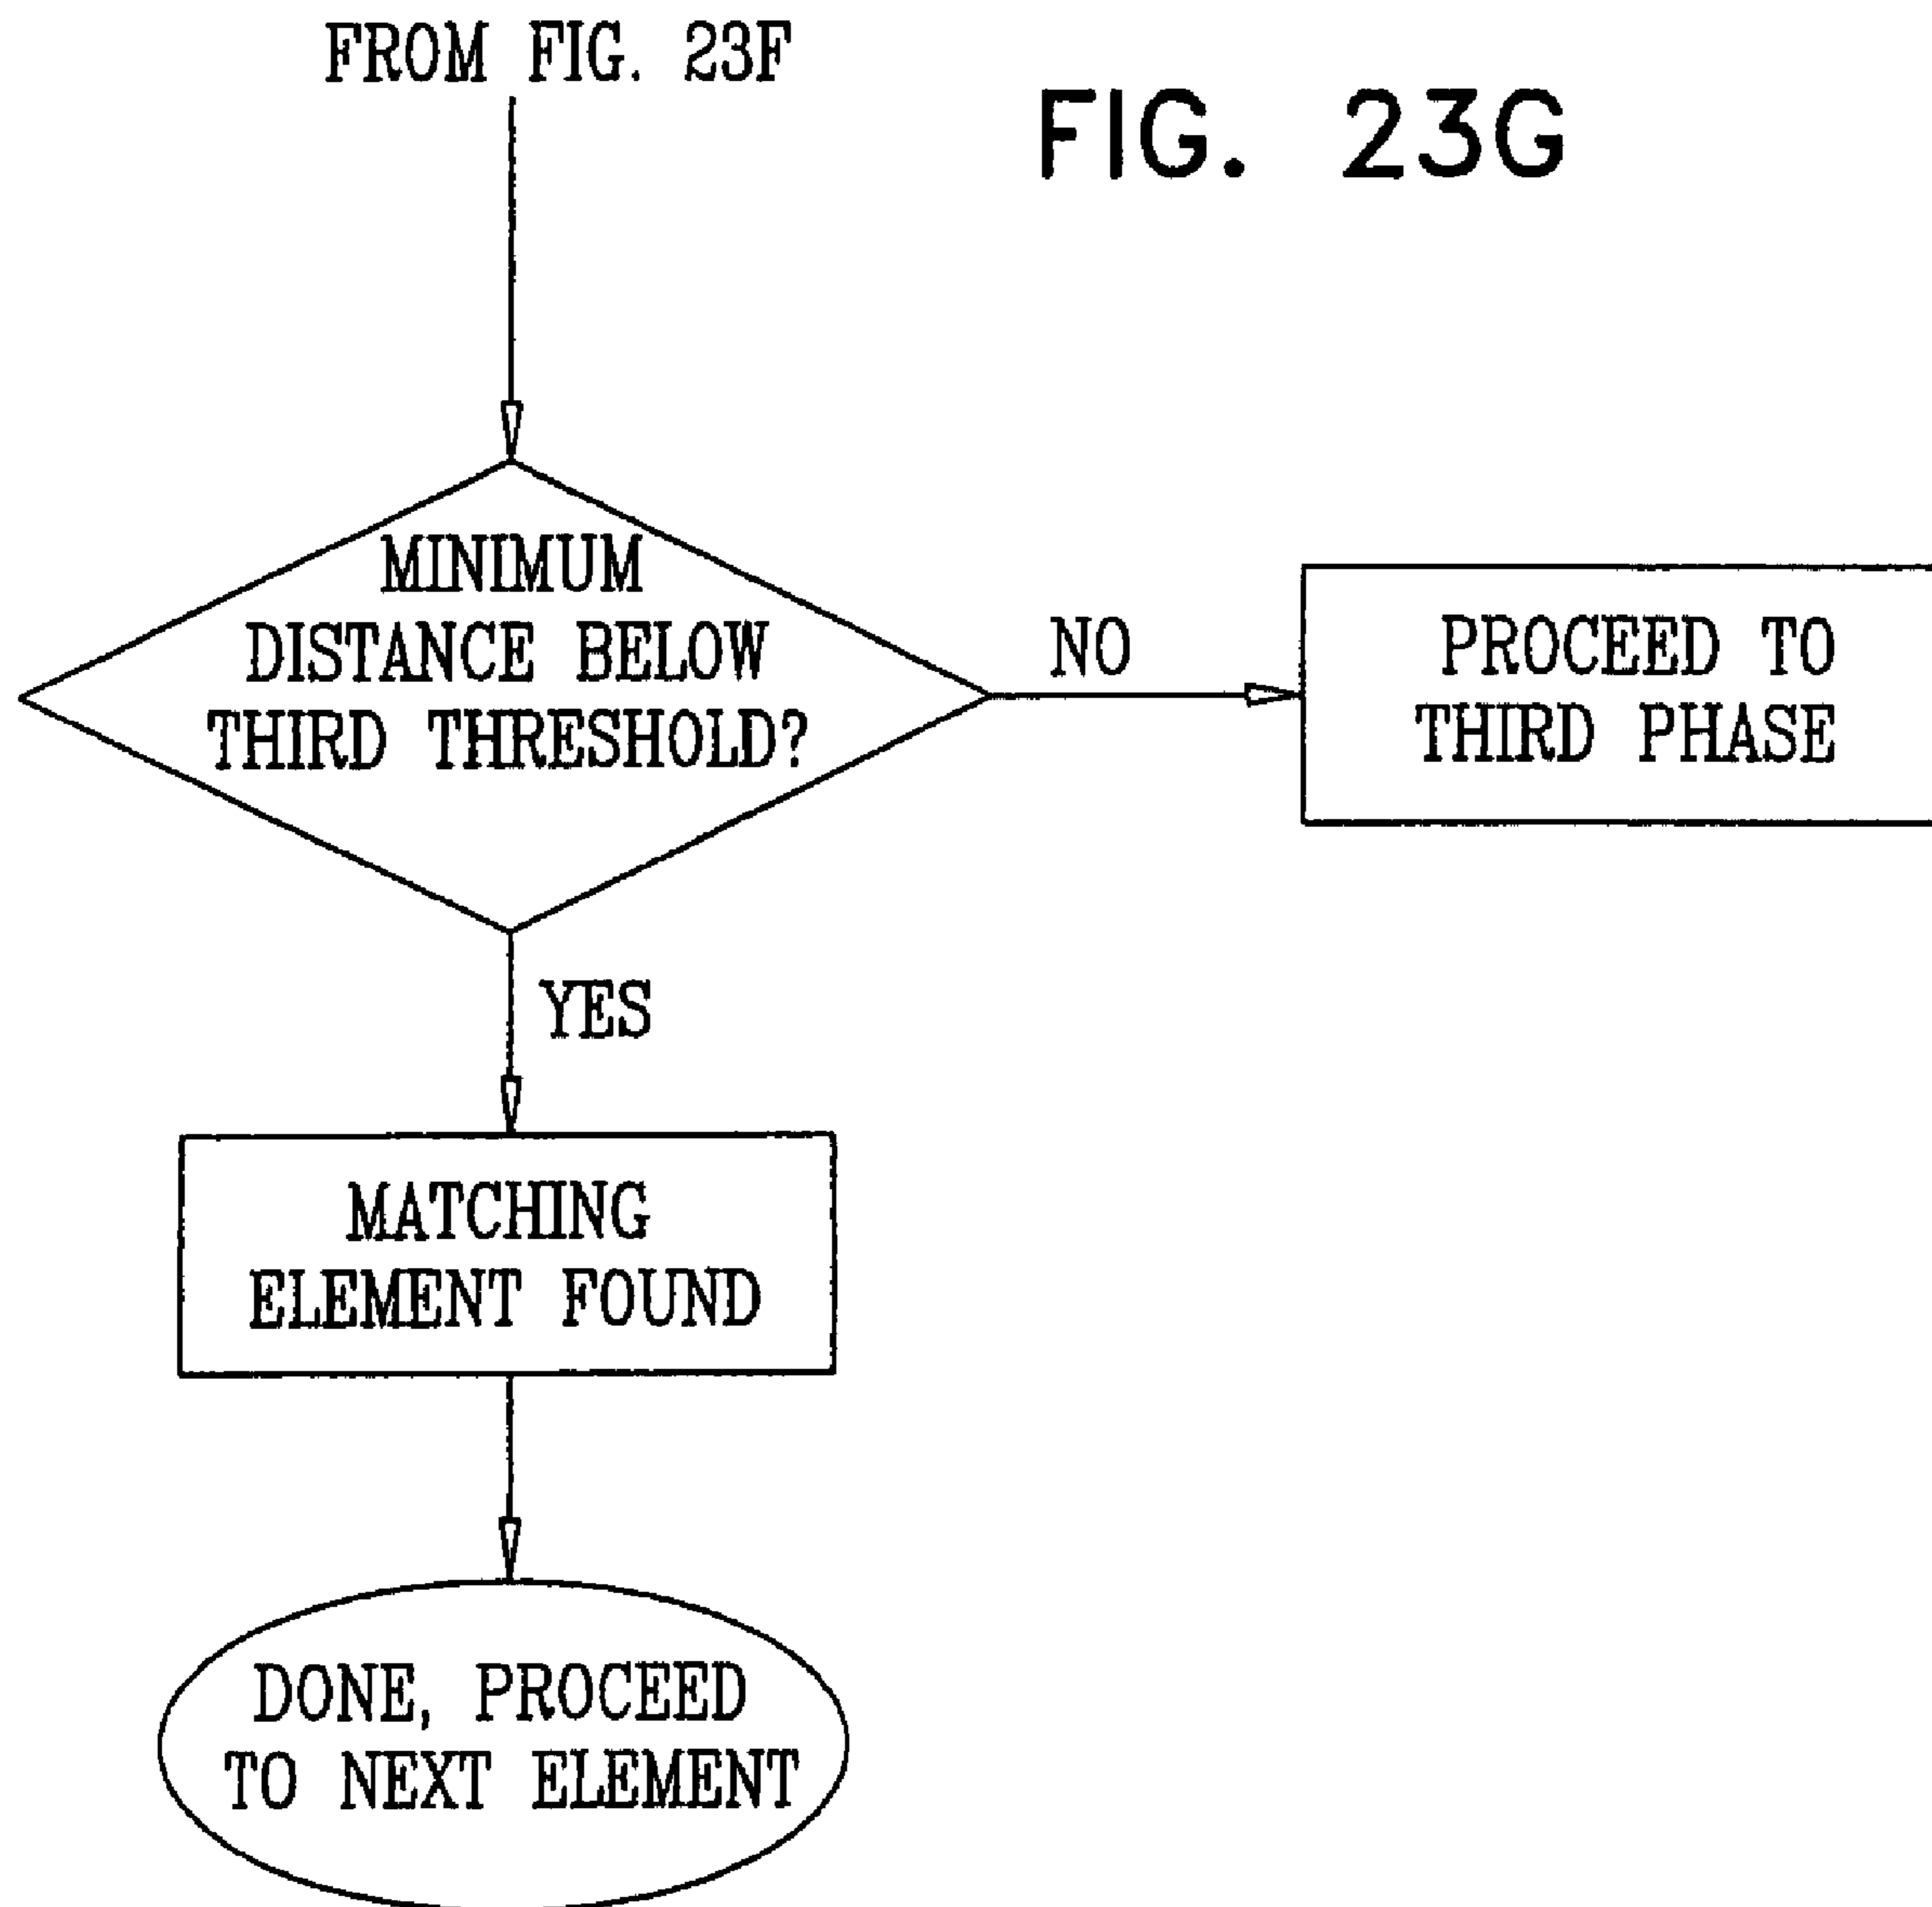 FROM FIG. 23F
FIG. 23G
MINIMUM
DISTANCE BELOW
THIRD THRESHOLD?
NO
PROCEED TO
THIRD PHASE
YES
MATCHING
ELEMENT FOUND
DONE, PROCEED
TO NEXT ELEMENT